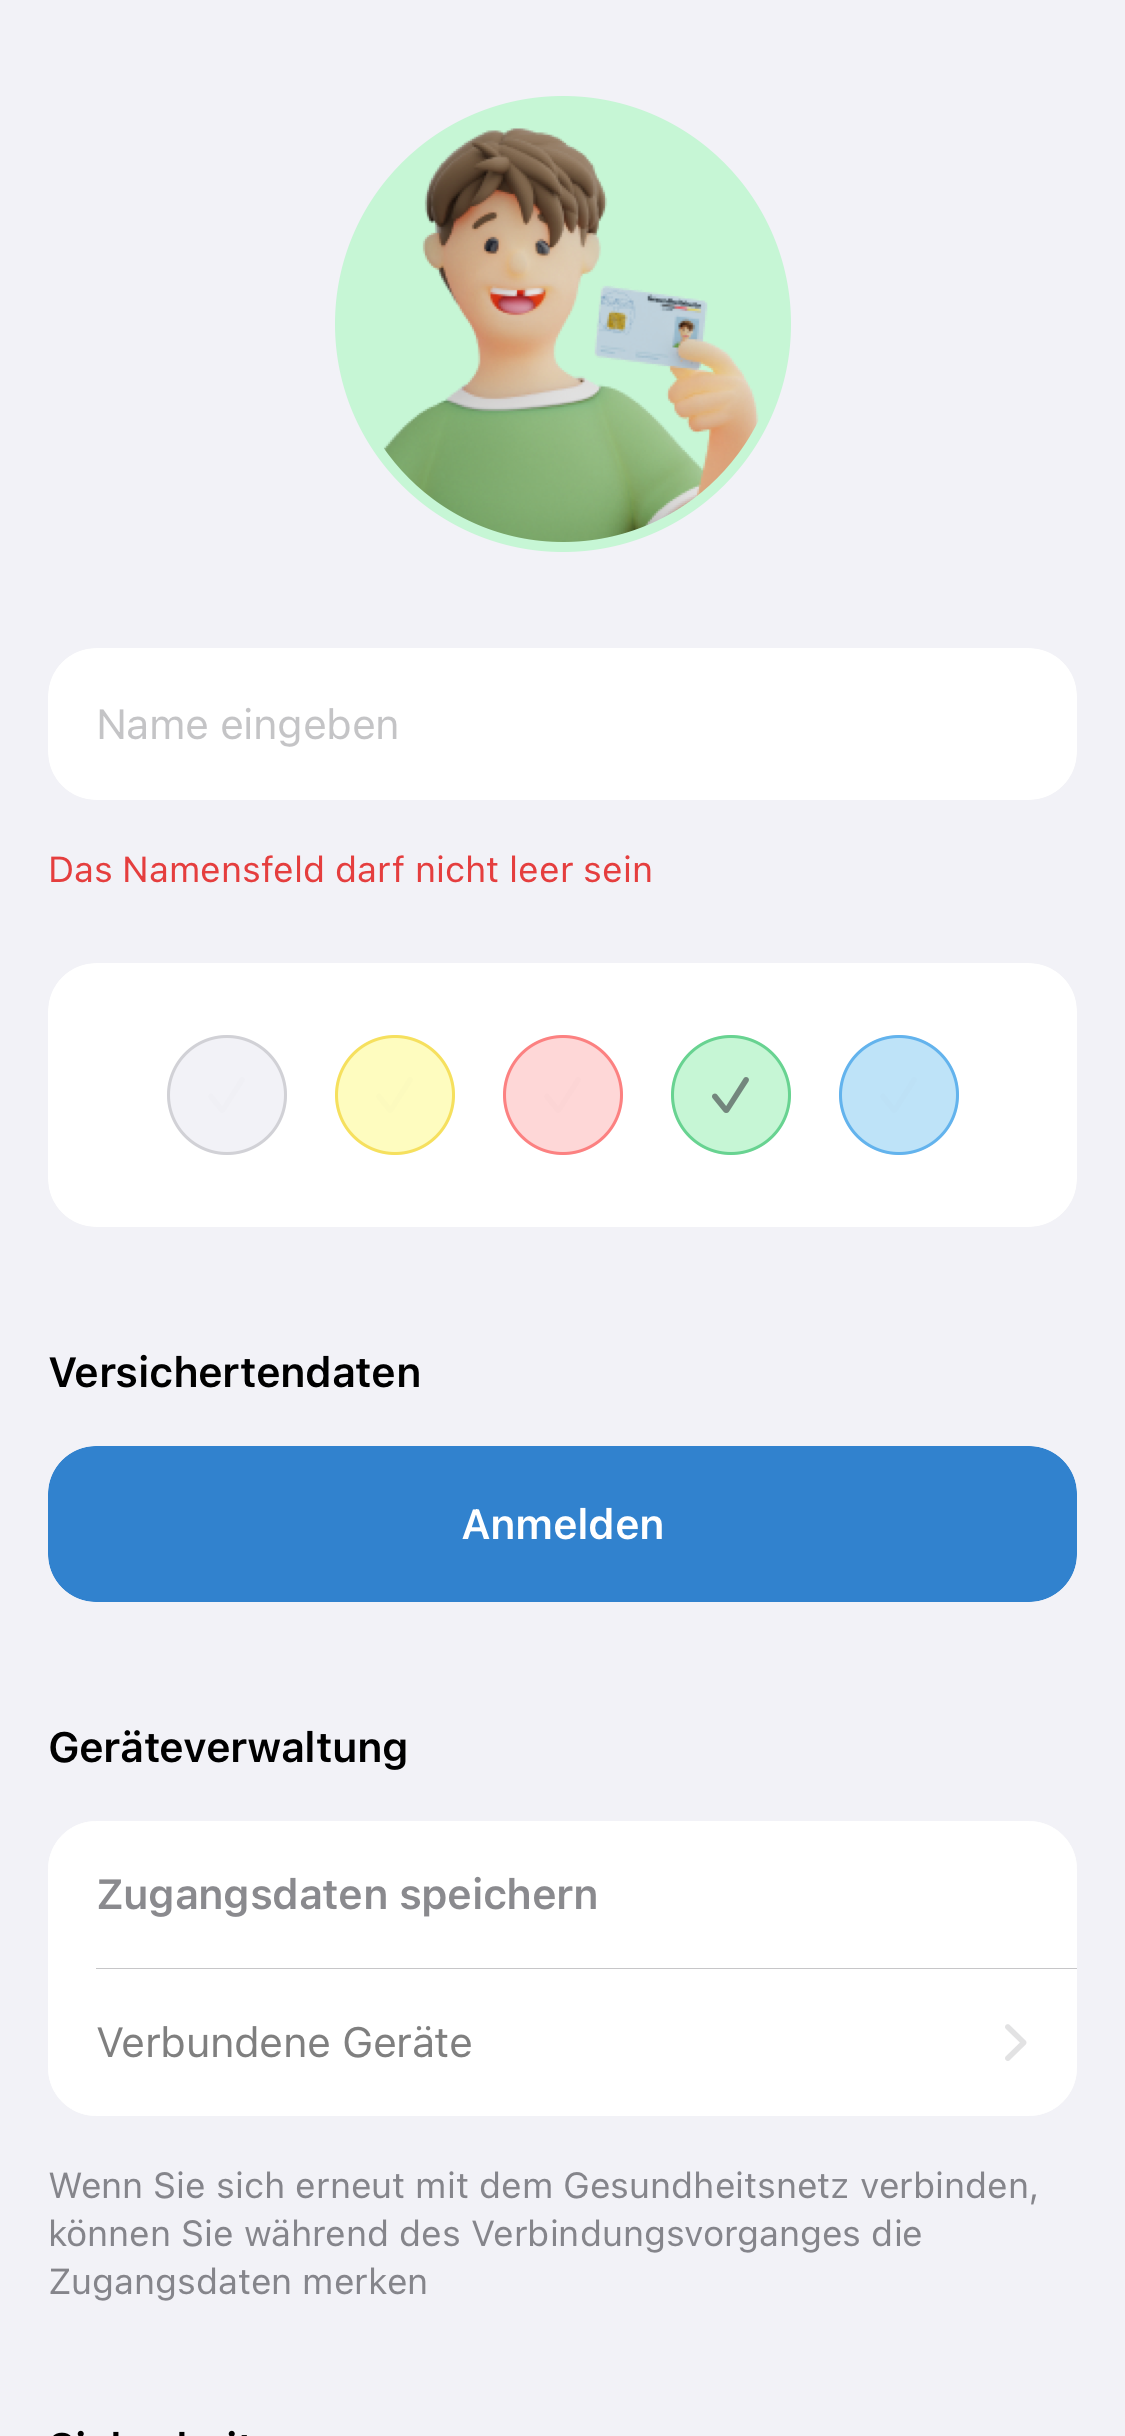 Name eingeben
Das Namensfeld darf nicht leer sein
Versichertendaten
Anmelden
Geräteverwaltung
Zugangsdaten speichern
Verbundene Geräte
Wenn Sie sich erneut mit dem Gesundheitsnetz verbinden,
können Sie während des Verbindungsvorganges die
Zugangsdaten merken